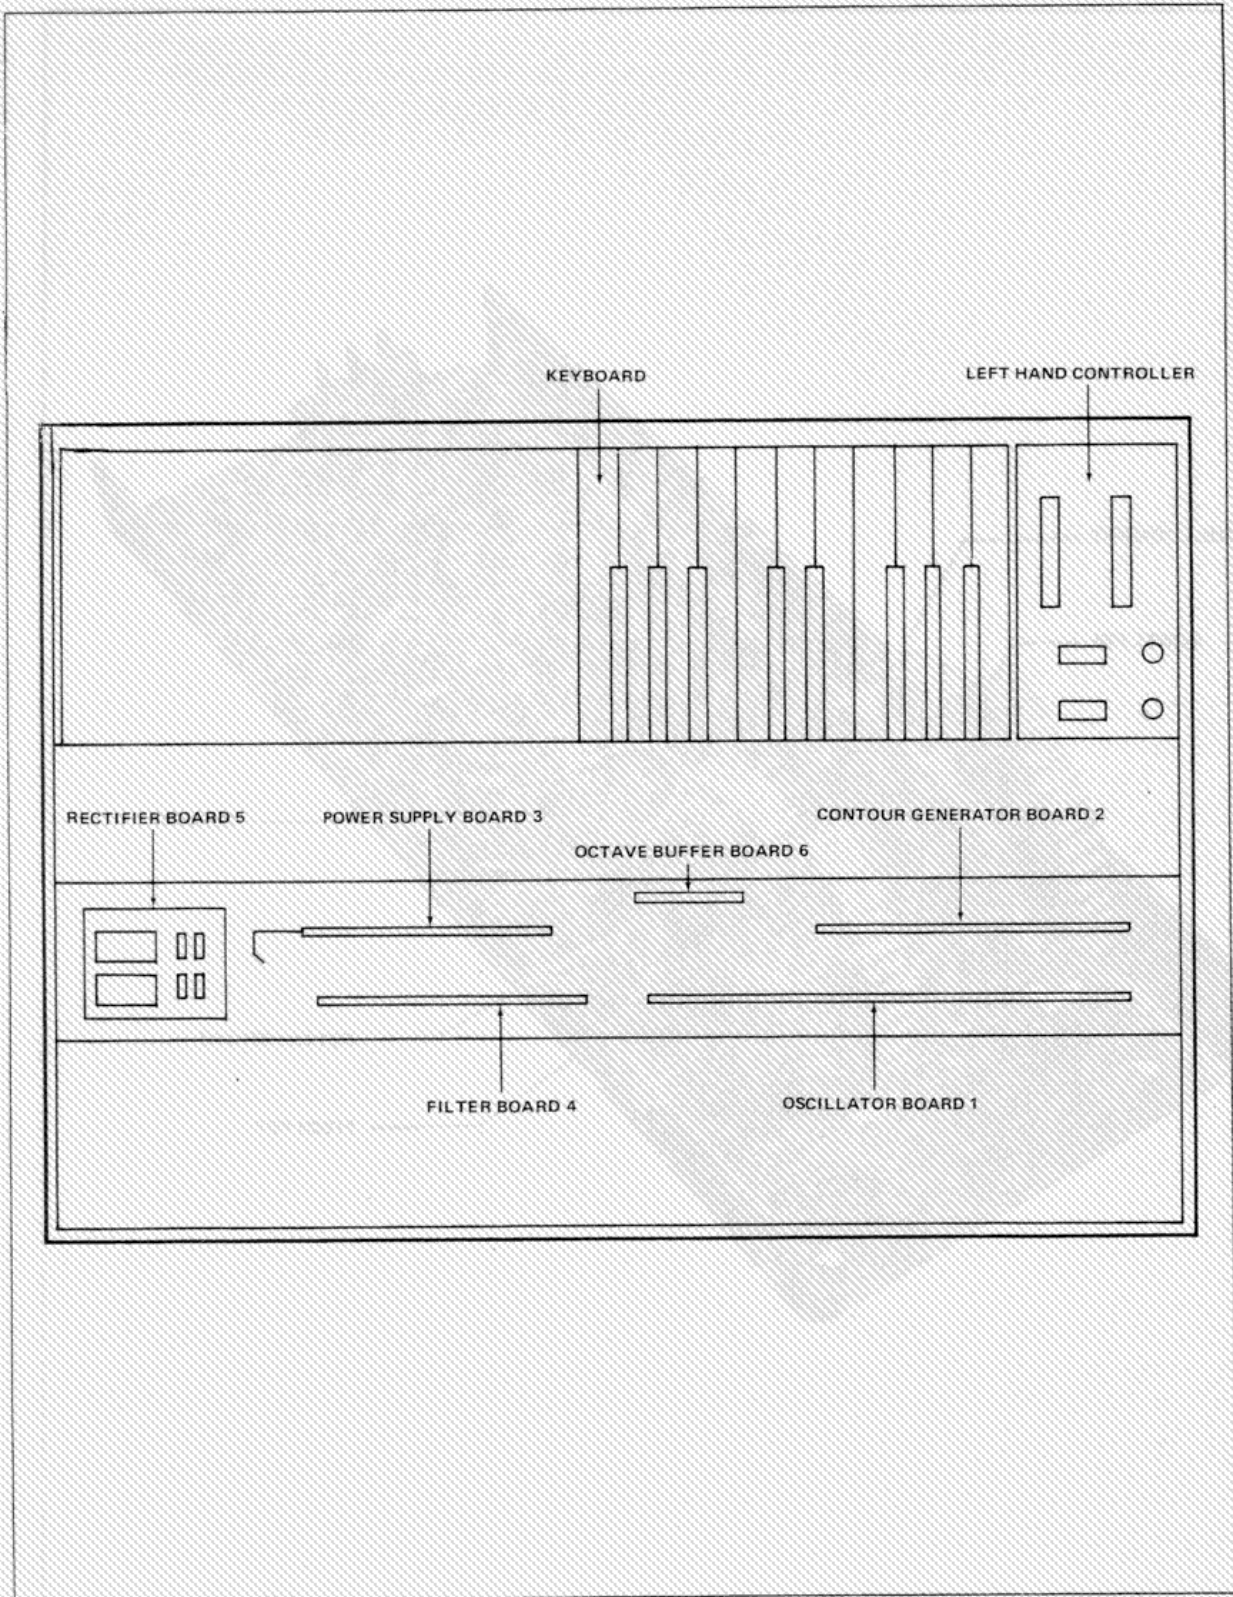 KEYBOARD
LEFT HAND CONTROLLER
RECTIFIER BOARD 5
POWER SUPPLY BOARD 3
CONTOUR GENERATOR BOARD 2
OCTAVE BUFFER BOARD 6
FILTER BOARD 4
OSCILLATOR BOARD 1